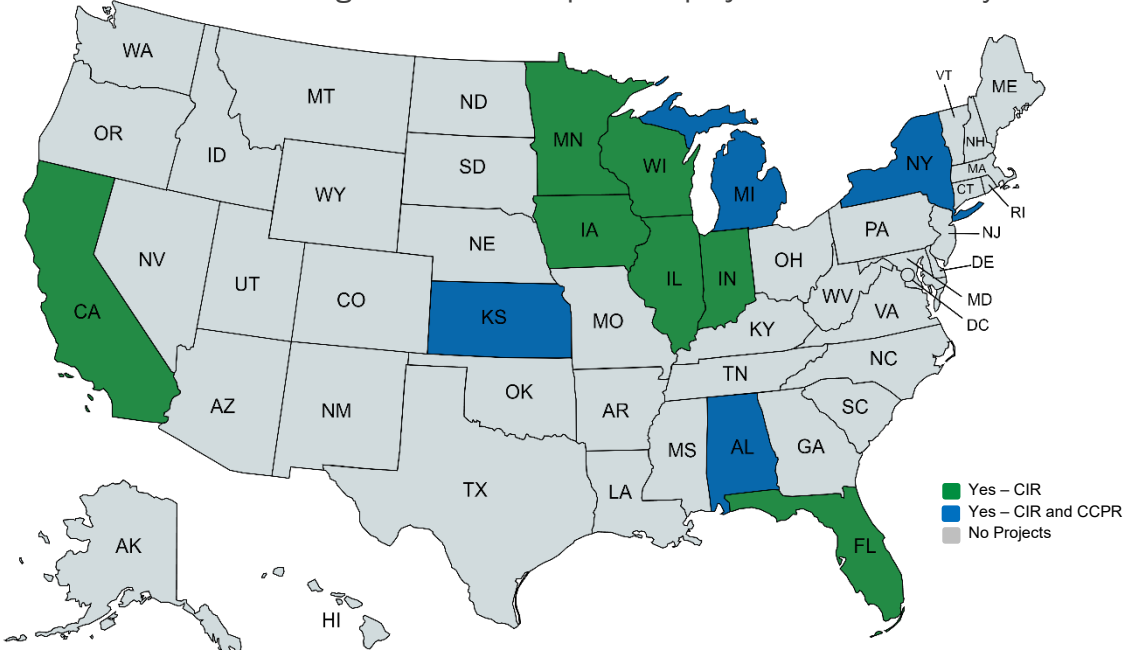 WA
MT
ND
MN
VT
ME
OR
ID
SD
WI
NH
NY
MA
WY
MI
CT
RI
IA
NE
PA
NJ
NV
OH
UT
IL
IN
DE
CO
WV
MD
CA
KS
VA
MO
KY
DC
NC
TN
OK
AZ
NM
AR
SC
MS
AL
GA
TX
LA
Yes – CIR
Yes – CIR and CCPR
No Projects
AK
FL
HI